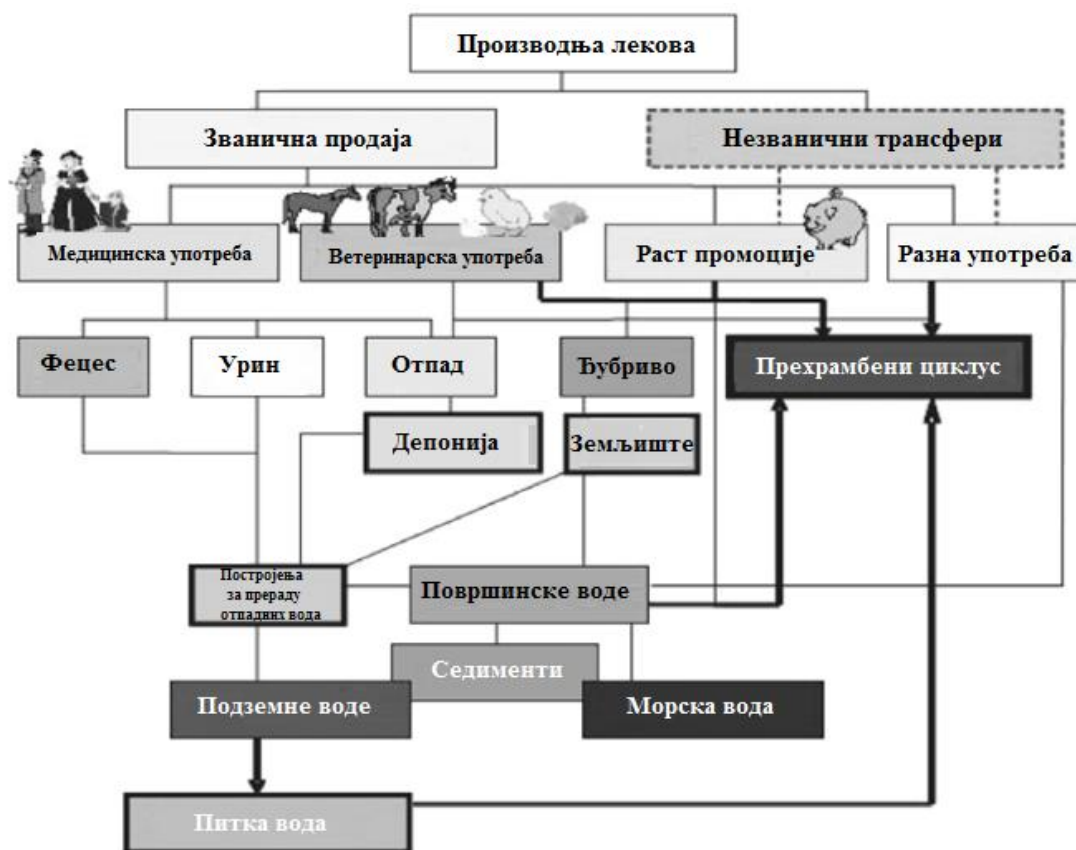 Производња лекова
Званична продаја
Незванични трансфери
Медицинска употреба
Ветеринарска употреба
Раст промоције
Разна употреба
Фецес
Урин
Отпад
Ђубриво
Прехрамбени циклус
Депонија
Земљиште
Постројења
за прераду
отпадних вода
Површинске воде
Седименти
Подземне воде
Морска вода
Питка вода